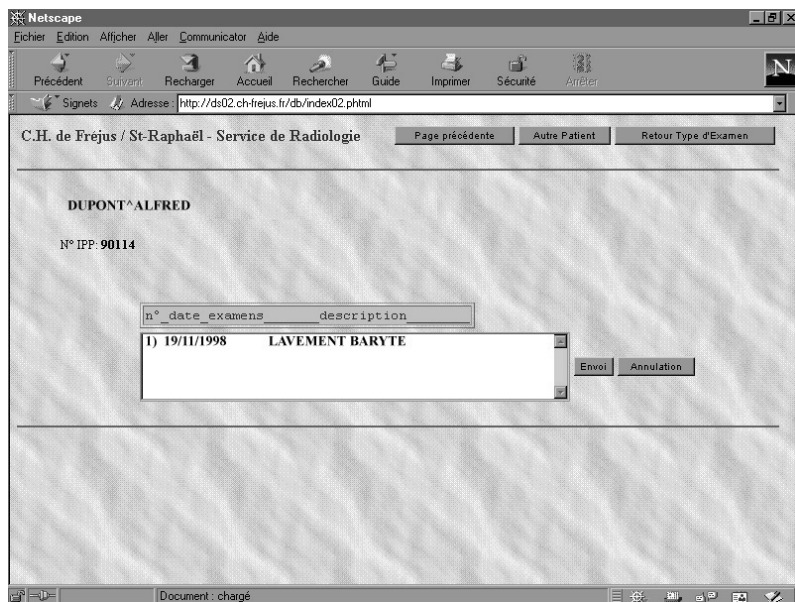 Netscape
Fichier Edition Afficher Aller Communicator Aide
Précédent Suivant Recharger Accueil Rechercher Guide Imprimer Sécurité Arrêter
N
Signets Adresse : http://ds02.ch-frejus.fr/db/index02.phtml
C.H. de Fréjus / St-Raphaël - Service de Radiologie Page précédente Autre Patient Retour Type d'Examen
DUPONT^ALFRED
N° IPP: 90114
n°_date_examens_______description________
1) 19/11/1998 LAVEMENT BARYTE
Envoi Annulation
Document : chargé